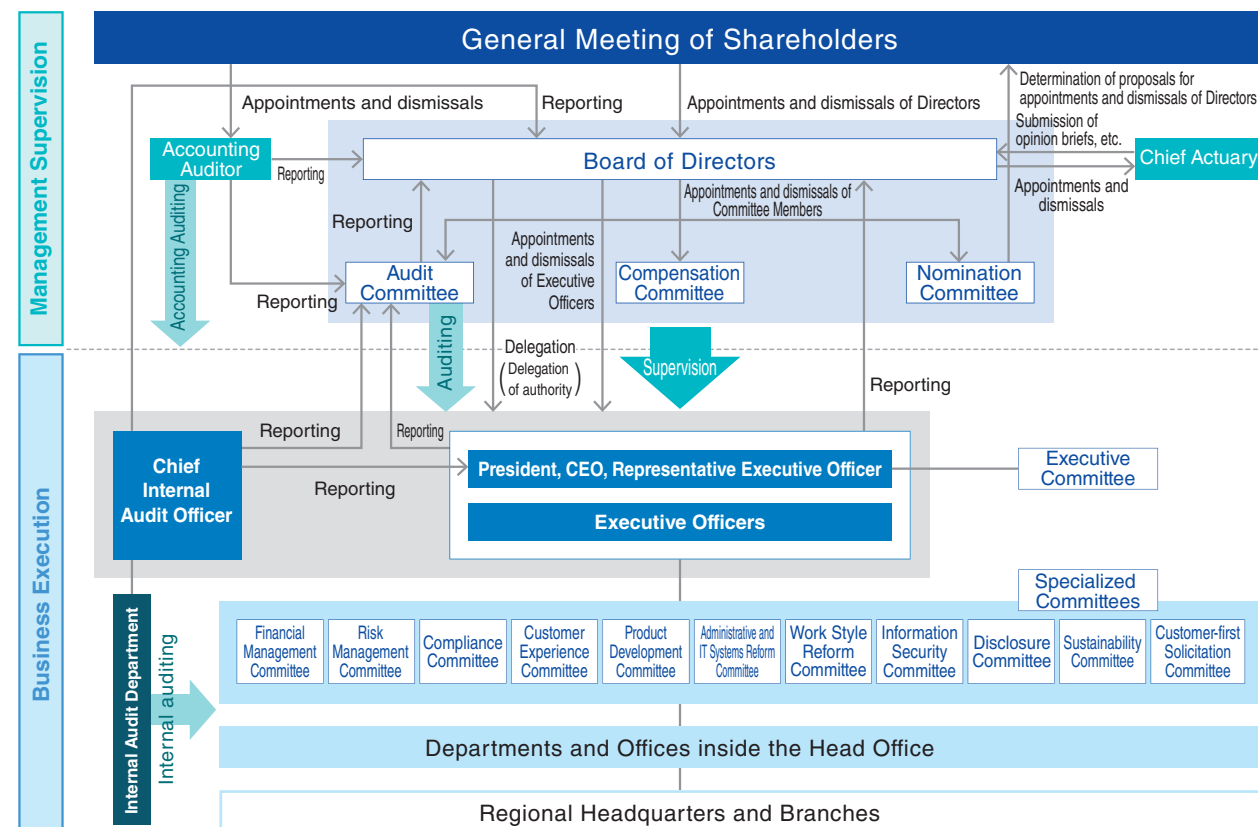 Management Supervision
Business Execution
General Meeting of Shareholders
Appointments and dismissals
Reporting
Appointments and dismissals of Directors
Determination of proposals for
appointments and dismissals of Directors
Submission of
opinion briefs, etc.
Accounting
Auditor
Reporting
Board of Directors
Chief Actuary
Appointments and
dismissals
Accounting Auditing
Reporting
Appointments and dismissals of
Committee Members
Appointments
and dismissals
of Executive
Officers
Audit
Committee
Compensation
Committee
Nomination
Committee
Reporting
Auditing
Delegation
(Delegation
of authority)
Supervision
Reporting
Reporting
Reporting
Chief
Internal
Audit Officer
Reporting
President, CEO, Representative Executive Officer
Executive Officers
Executive
Committee
Specialized
Committees
Internal Audit Department
Internal auditing
Financial
Management
Committee
Risk
Management
Committee
Compliance
Committee
Customer
Experience
Committee
Product
Development
Committee
Administrative and
IT Systems Reform
Committee
Work Style
Reform
Committee
Information
Security
Committee
Disclosure
Committee
Sustainability
Committee
Customer-first
Solicitation
Committee
Departments and Offices inside the Head Office
Regional Headquarters and Branches